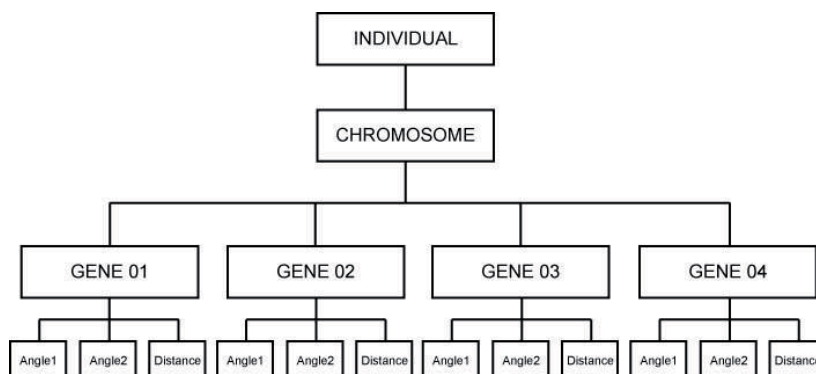 INDIVIDUAL
CHROMOSOME
GENE 01 GENE 02 GENE 03 GENE 04
Angle1 Angle2 Distance Angle1 Angle2 Distance Angle1 Angle2 Distance Angle1 Angle2 Distance